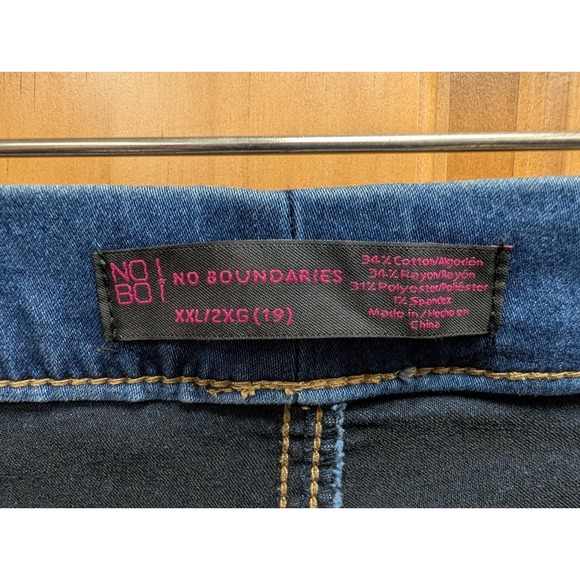 NO
BO
NO BOUNDARIES
XXL/2XG (19)
34% Cotton/Algodón
34% Rayon/Rayón
31% Polyester/Poliéster
1% Spandex
Made in/Hecho en
China